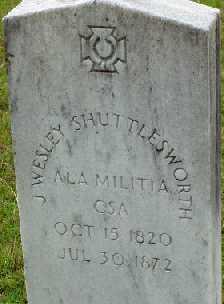 J WESLEY SHUTTLESWORTH
ALA MILITIA
CSA
OCT 15 1820
JUL 30 1872